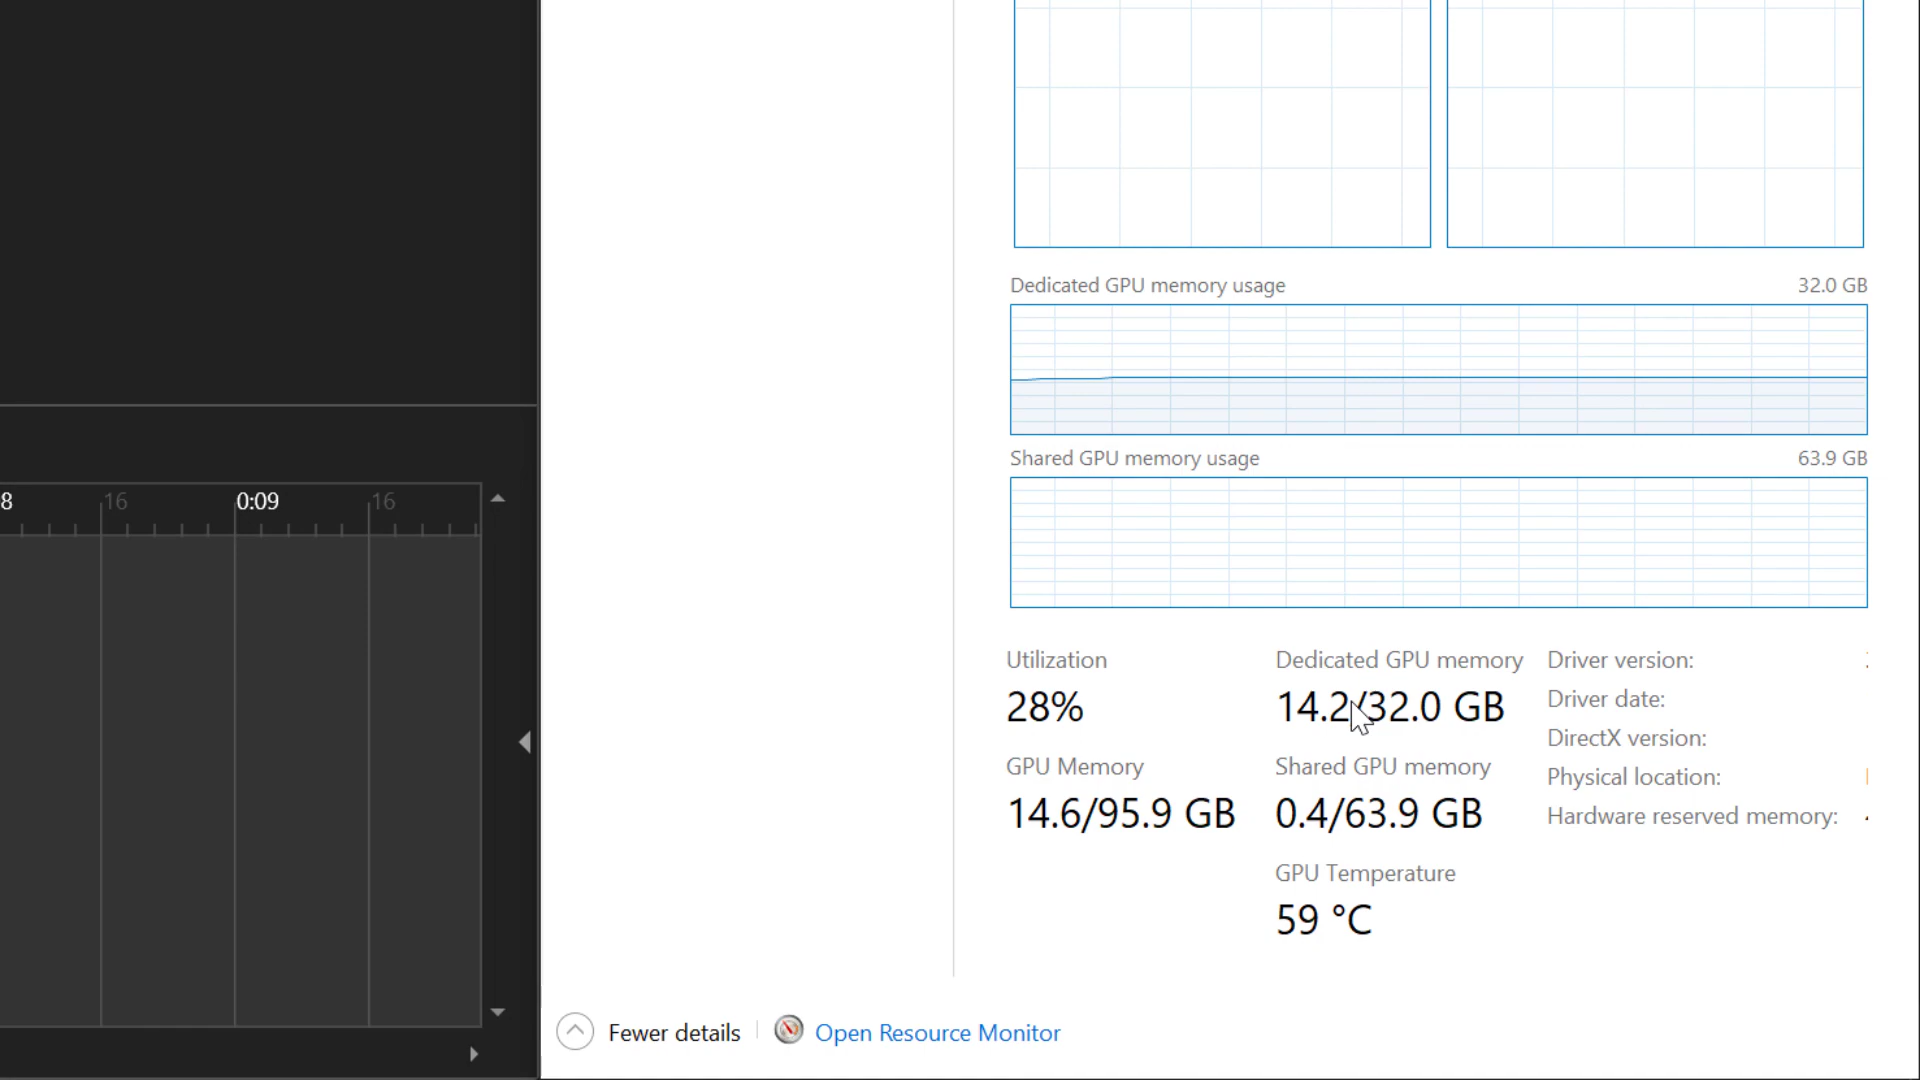 Dedicated GPU memory usage 32.0 GB
Shared GPU memory usage 63.9 GB
8 16 0:09 16
Utilization Dedicated GPU memory Driver version:
28% 14.2/32.0 GB Driver date:
DirectX version:
GPU Memory Shared GPU memory Physical location:
14.6/95.9 GB 0.4/63.9 GB Hardware reserved memory:
GPU Temperature
59 °C
Fewer details Open Resource Monitor